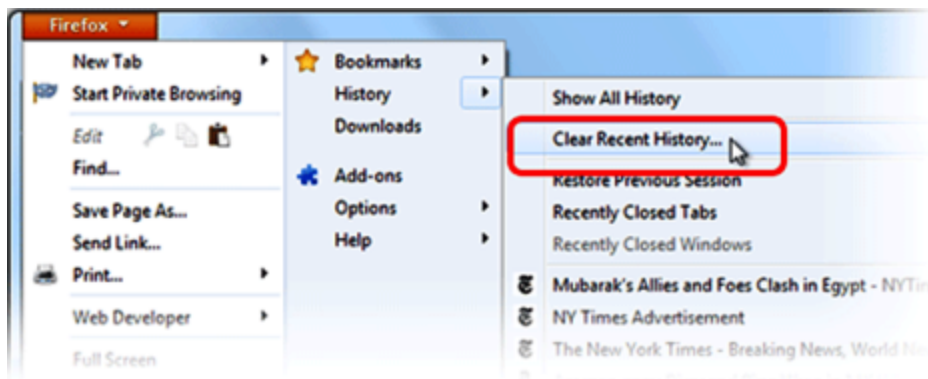 Firefox
New Tab
Start Private Browsing
Edit
Find...
Save Page As...
Send Link...
Print...
Web Developer
Full Screen
Bookmarks
History
Downloads
Add-ons
Options
Help
Show All History
Clear Recent History...
Restore Previous Session
Recently Closed Tabs
Recently Closed Windows
Mubarak's Allies and Foes Clash in Egypt - NYTim
NY Times Advertisement
The New York Times - Breaking News, World Ne